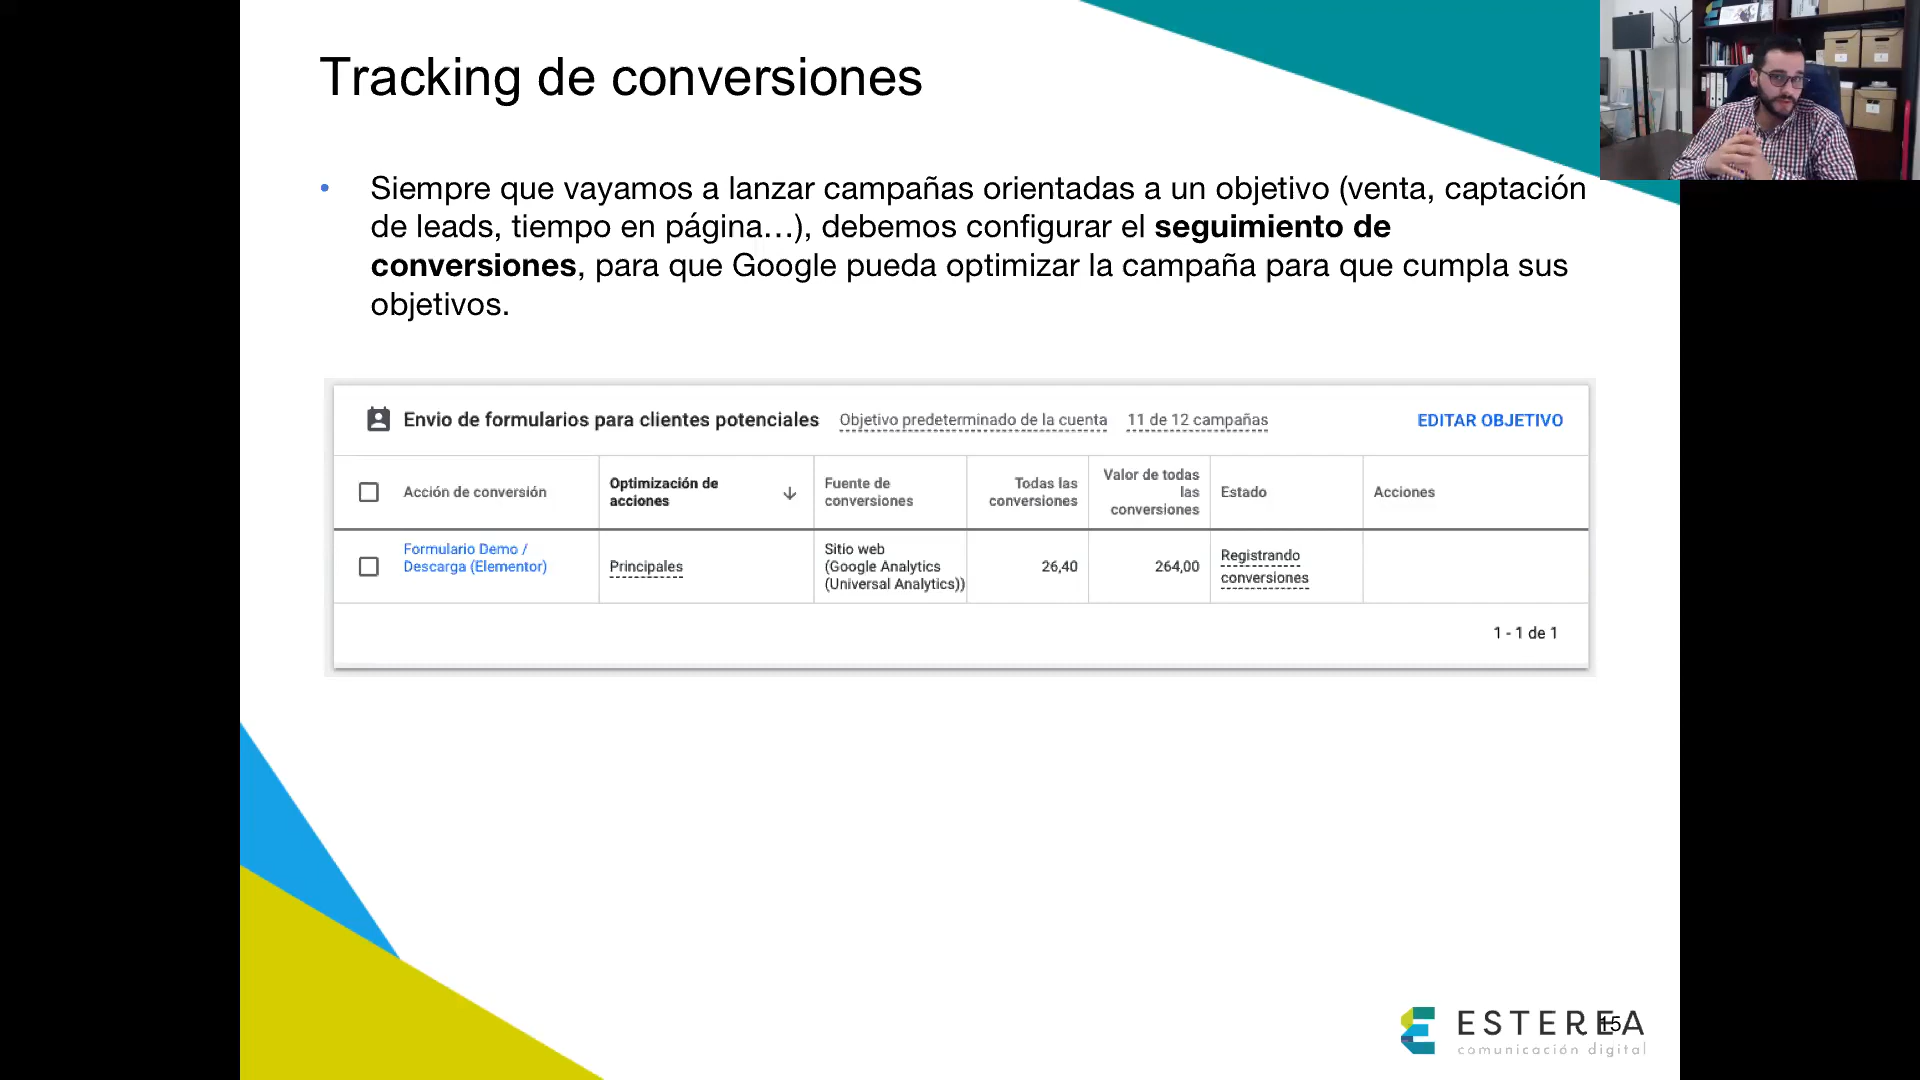 Tracking de conversiones
• Siempre que vayamos a lanzar campañas orientadas a un objetivo (venta, captación
de leads, tiempo en página…), debemos configurar el seguimiento de
conversiones, para que Google pueda optimizar la campaña para que cumpla sus
objetivos.
Envio de formularios para clientes potenciales Objetivo predeterminado de la cuenta 11 de 12 campañas EDITAR OBJETIVO
Acción de conversión
Optimización de
acciones
Fuente de
conversiones
Todas las
conversiones
Valor de todas
las
conversiones
Estado
Acciones
Formulario Demo /
Descarga (Elementor)
Principales
Sitio web
(Google Analytics
(Universal Analytics))
26,40
264,00
Registrando
conversiones
1 - 1 de 1
ESTEREA
15
comunicación digital